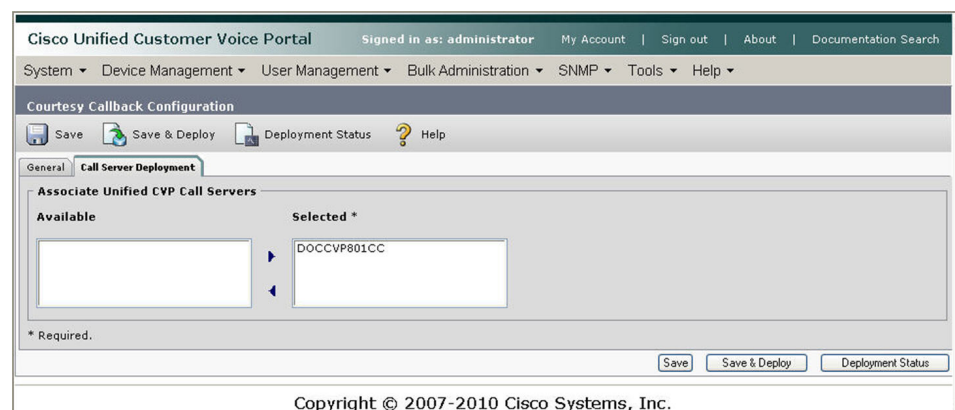 Cisco Unified Customer Voice Portal Signed in as: administrator My Account | Sign out | About | Documentation Search
System Device Management User Management Bulk Administration SNMP Tools Help
Courtesy Callback Configuration
Save Save & Deploy Deployment Status Help
General Call Server Deployment
Associate Unified CVP Call Servers
Available Selected *
DOCCVP801CC
* Required.
Save Save & Deploy Deployment Status
Copyright © 2007-2010 Cisco Systems, Inc.